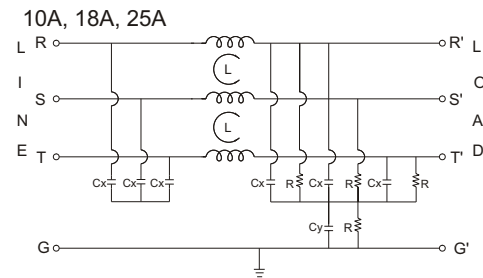 10A, 18A, 25A
L R R' L
L
I S S' O
L
N A
E T T' D
Cx Cx Cx Cx R Cx R Cx R
Cy R
G G'